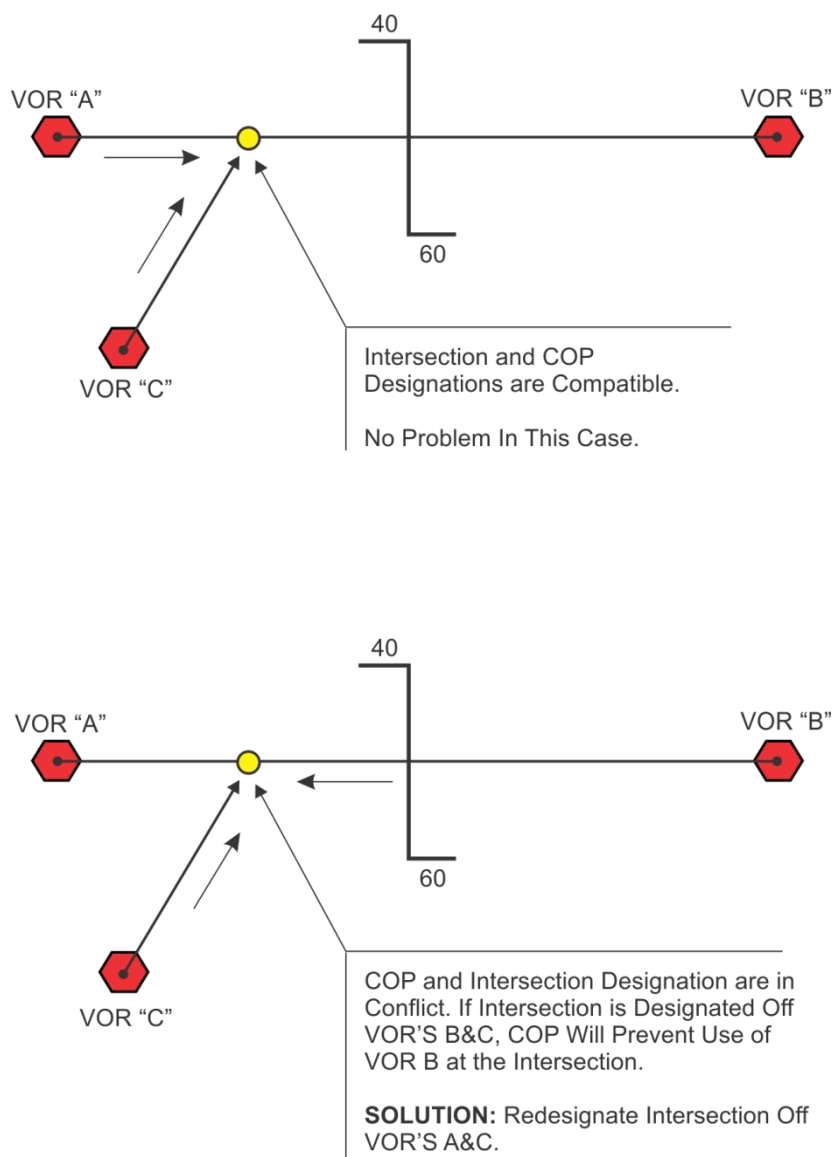 40
VOR “A”
VOR “B”
60
VOR “C”
Intersection and COP
Designations are Compatible.
No Problem In This Case.
40
VOR “A”
VOR “B”
60
VOR “C”
COP and Intersection Designation are in
Conflict. If Intersection is Designated Off
VOR'S B&C, COP Will Prevent Use of
VOR B at the Intersection.
SOLUTION: Redesignate Intersection Off
VOR'S A&C.